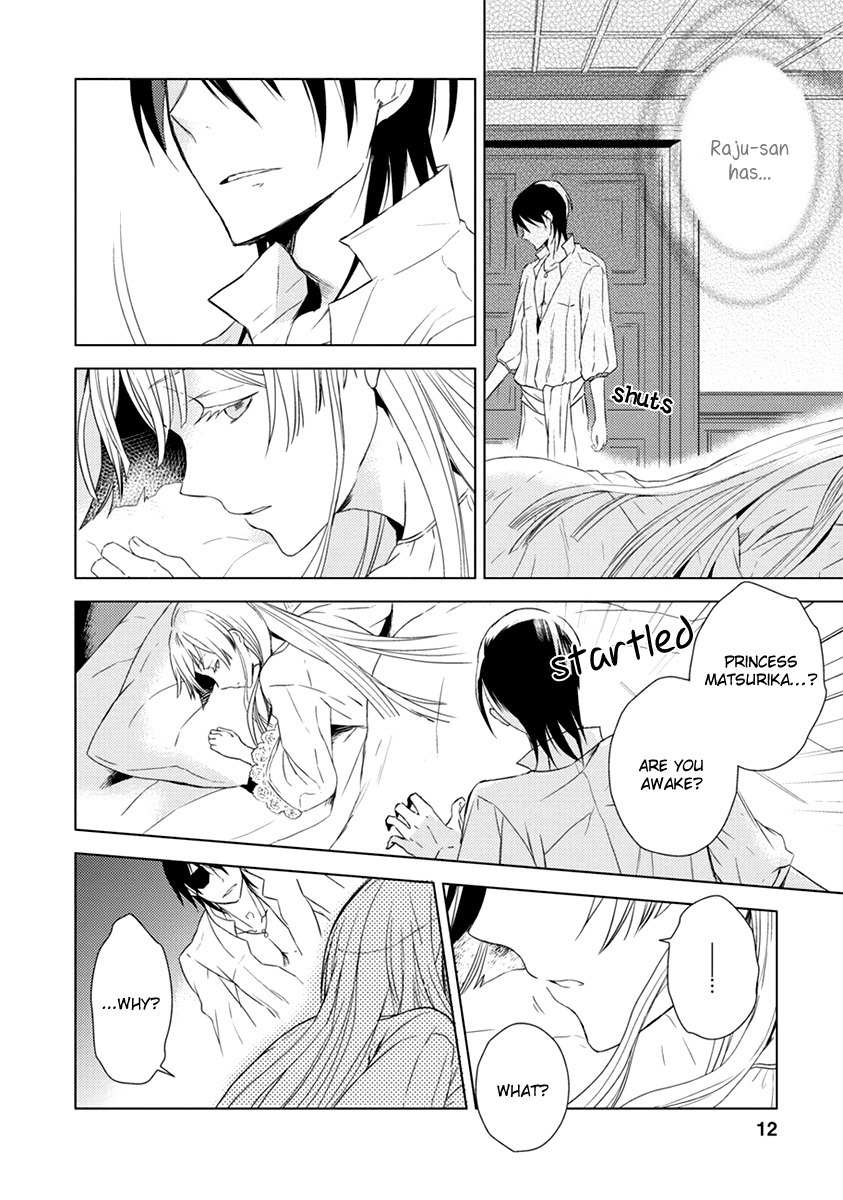 Raju-san
has...
shuts
startled
PRINCESS
MATSURIKA...?
ARE YOU
AWAKE?
...!
WHAT?
...WHY?
12